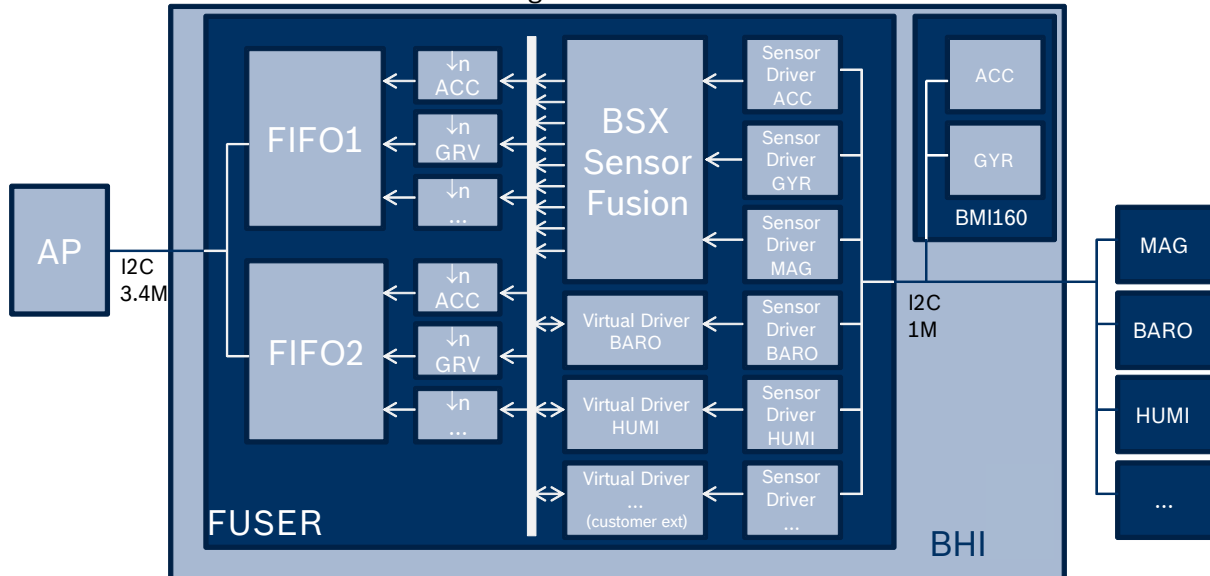 AP
I2C
3.4M
FIFO1
FIFO2
↓n
ACC
↓n
GRV
↓n
...
↓n
ACC
↓n
GRV
↓n
...
BSX
Sensor
Fusion
Virtual Driver
BARO
Virtual Driver
HUMI
Virtual Driver
...
(customer ext)
Sensor
Driver
ACC
Sensor
Driver
GYR
Sensor
Driver
MAG
Sensor
Driver
BARO
Sensor
Driver
HUMI
Sensor
Driver
...
FUSER
ACC
GYR
BMI160
I2C
1M
BHI
MAG
BARO
HUMI
...